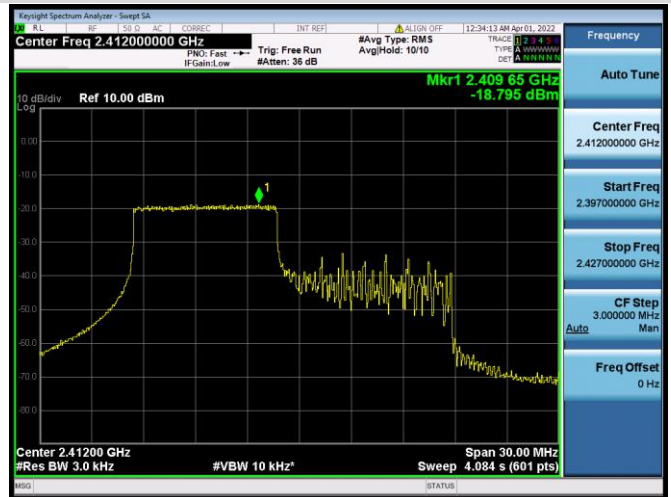 Keysight Spectrum Analyzer - Swept SA
RL RF 50 Ω AC CORREC INT REF ALIGN OFF 12:34:13 AM Apr 01, 2022
Center Freq 2.412000000 GHz
PNO: Fast
IFGain:Low
Trig: Free Run
#Atten: 36 dB
#Avg Type: RMS
Avg|Hold: 10/10
TRACE 1 2 3 4 5 6
TYPE A WWWWW
DET A N N N N N
Mkr1 2.409 65 GHz
-18.795 dBm
10 dB/div Ref 10.00 dBm
Log
0.00
-10.0
1
-20.0
-30.0
-40.0
-50.0
-60.0
-70.0
-80.0
Center 2.41200 GHz
#Res BW 3.0 kHz
#VBW 10 kHz*
Span 30.00 MHz
Sweep 4.084 s (601 pts)
MSG
STATUS
Frequency
Auto Tune
Center Freq
2.412000000 GHz
Start Freq
2.397000000 GHz
Stop Freq
2.427000000 GHz
CF Step
3.000000 MHz
Auto Man
Freq Offset
0 Hz